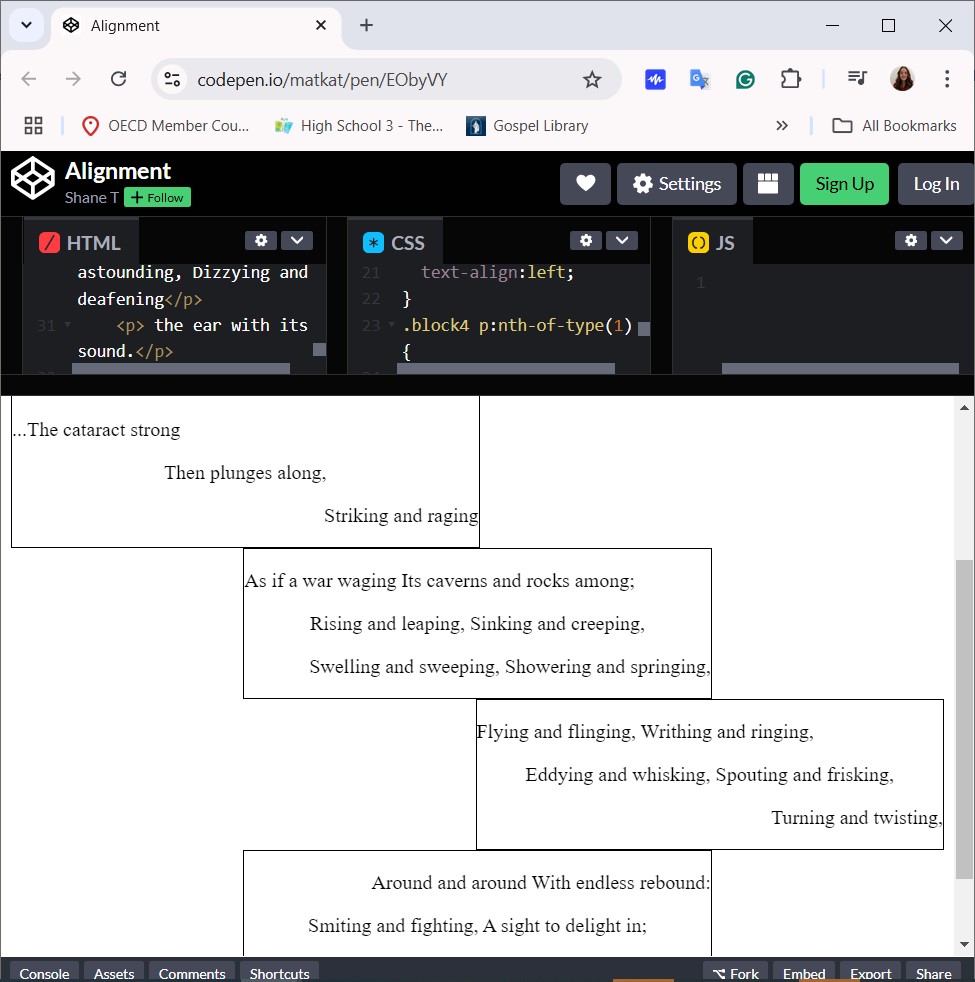 Alignment
codepen.io/matkat/pen/EObyVY
OECD Member Cou... High School 3 - The... Gospel Library All Bookmarks
Alignment
Shane T + Follow
Settings Sign Up Log In
HTML
astounding, Dizzying and
deafening</p>
31 <p> the ear with its
sound.</p>
CSS
21 text-align:left;
22 }
23 .block4 p:nth-of-type(1)
{
JS
1
...The cataract strong
Then plunges along,
Striking and raging
As if a war waging Its caverns and rocks among;
Rising and leaping, Sinking and creeping,
Swelling and sweeping, Showering and springing,
Flying and flinging, Writhing and ringing,
Eddying and whisking, Spouting and frisking,
Turning and twisting,
Around and around With endless rebound:
Smiting and fighting, A sight to delight in;
Console Assets Comments Shortcuts Fork Embed Export Share